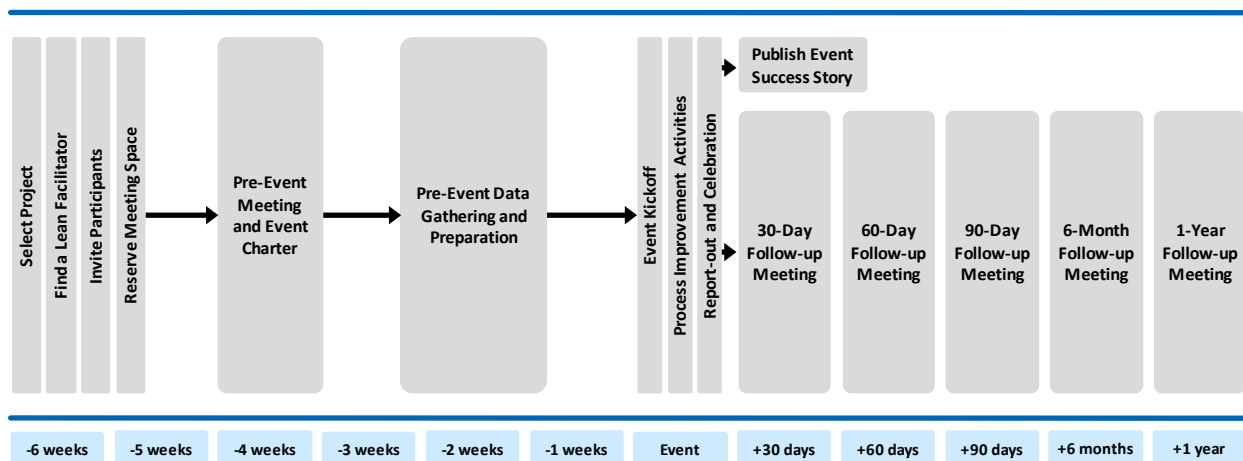 Select Project
Find a Lean Facilitator
Invite Participants
Reserve Meeting Space
Pre-Event
Meeting
and Event
Charter
Pre-Event Data
Gathering and
Preparation
Event Kickoff
Process Improvement Activities
Report-out and Celebration
Publish Event
Success Story
30-Day
Follow-up
Meeting
60-Day
Follow-up
Meeting
90-Day
Follow-up
Meeting
6-Month
Follow-up
Meeting
1-Year
Follow-up
Meeting
-6 weeks
-5 weeks
-4 weeks
-3 weeks
-2 weeks
-1 weeks
Event
+30 days
+60 days
+90 days
+6 months
+1 year